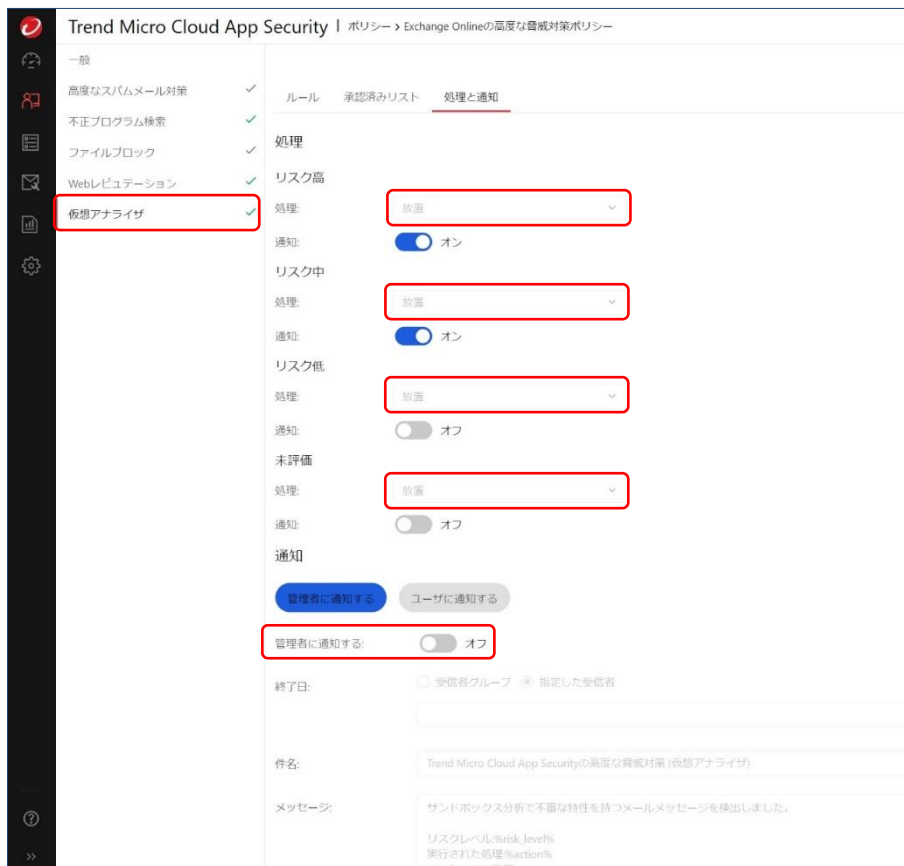 Trend Micro Cloud App Security | ポリシー > Exchange Onlineの高度な脅威対策ポリシー
一般
高度なスパムメール対策
不正プログラム検索
ファイルブロック
Webレピュテーション
仮想アナライザ
ルール 承認済みリスト 処理と通知
処理
リスク高
処理: 放置
通知: オン
リスク中
処理: 放置
通知: オン
リスク低
処理: 放置
通知: オフ
未評価
処理: 放置
通知: オフ
通知
管理者に通知する ユーザに通知する
管理者に通知する: オフ
終了日: 受信者グループ 指定した受信者
件名: Trend Micro Cloud App Securityの高度な脅威対策 (仮想アナライザ)
メッセージ: サンドボックス分析で不審な特性を持つメールメッセージを検出しました。
リスクレベル:%risk_level%
実行された処理:%action%